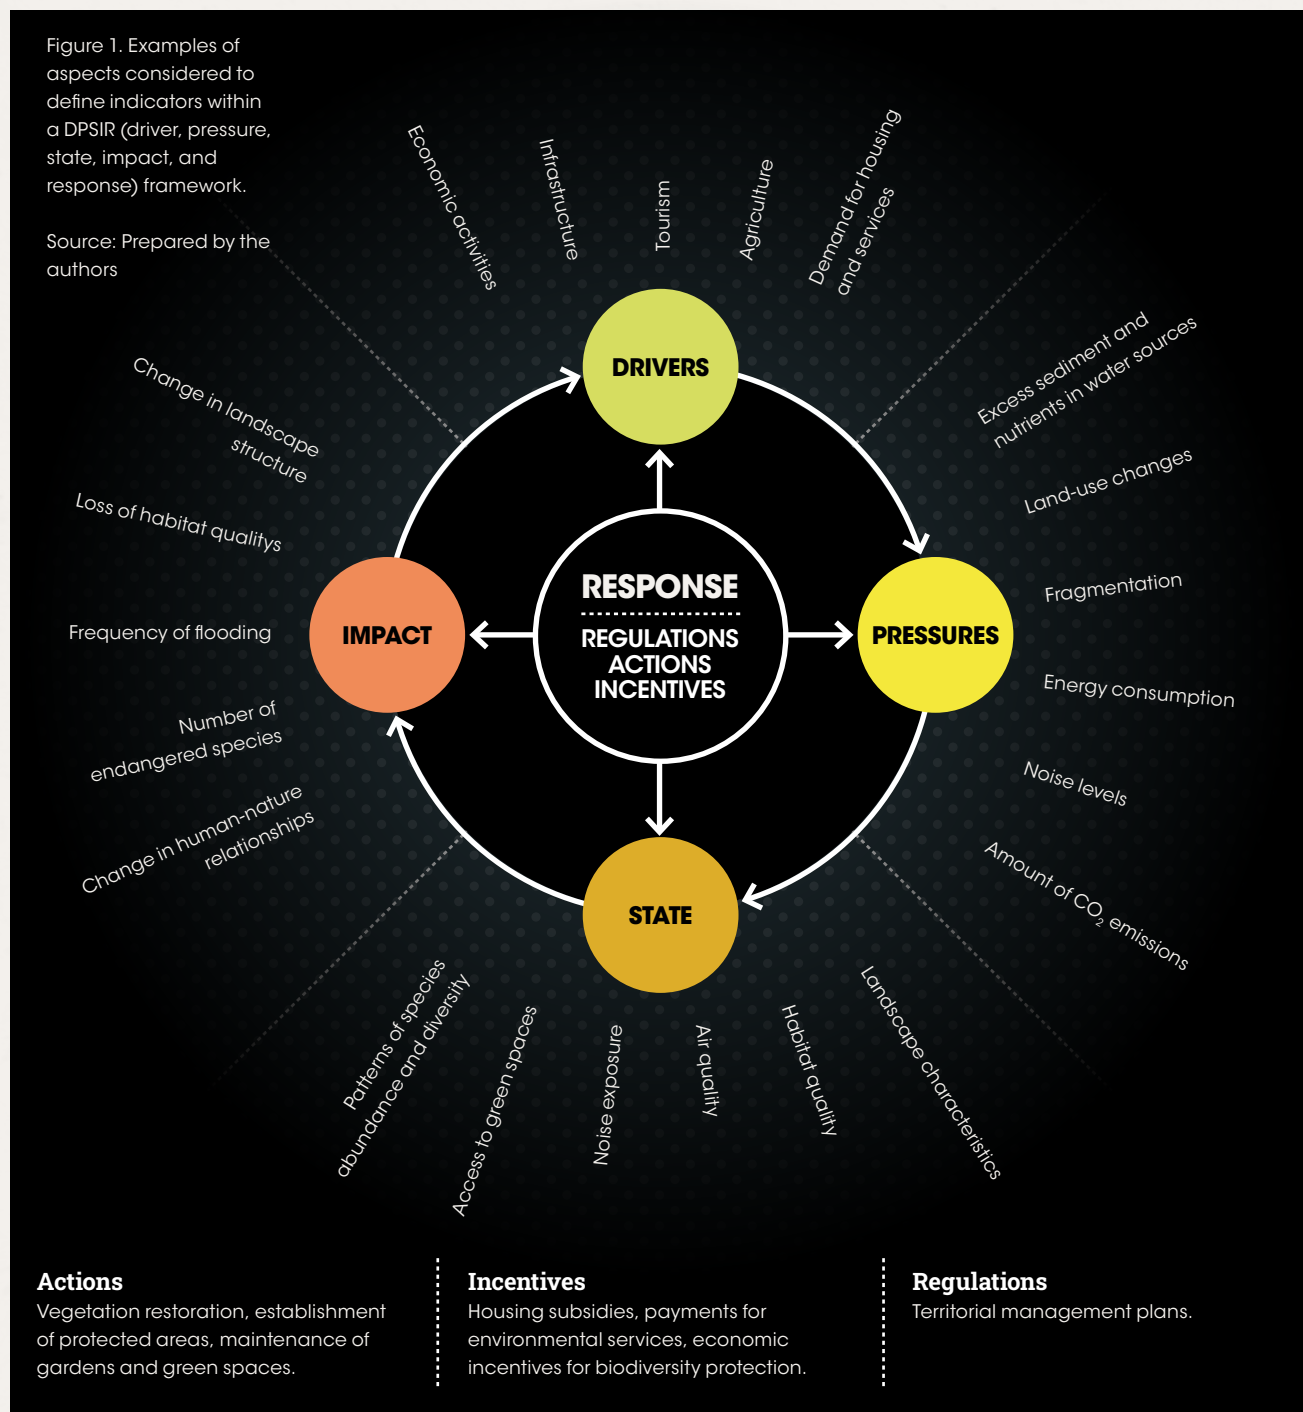 Figure 1. Examples of
aspects considered to
define indicators within
a DPSIR (driver, pressure,
state, impact, and
response) framework.
Source: Prepared by the
authors
Economic activities
Infrastructure
Tourism
Agriculture
Demand for housing
and services
DRIVERS
Excess sediment and
nutrients in water sources
Land-use changes
Fragmentation
Energy consumption
Noise levels
Amount of CO₂ emissions
PRESSURES
Landscape characteristics
Habitat quality
Air quality
Noise exposure
Access to green spaces
Patterns of species
abundance and diversity
STATE
Change in landscape
structure
Loss of habitat qualitys
Frequency of flooding
Number of
endangered species
Change in human-nature
relationships
IMPACT
RESPONSE
REGULATIONS
ACTIONS
INCENTIVES
Actions
Vegetation restoration, establishment
of protected areas, maintenance of
gardens and green spaces.
Incentives
Housing subsidies, payments for
environmental services, economic
incentives for biodiversity protection.
Regulations
Territorial management plans.